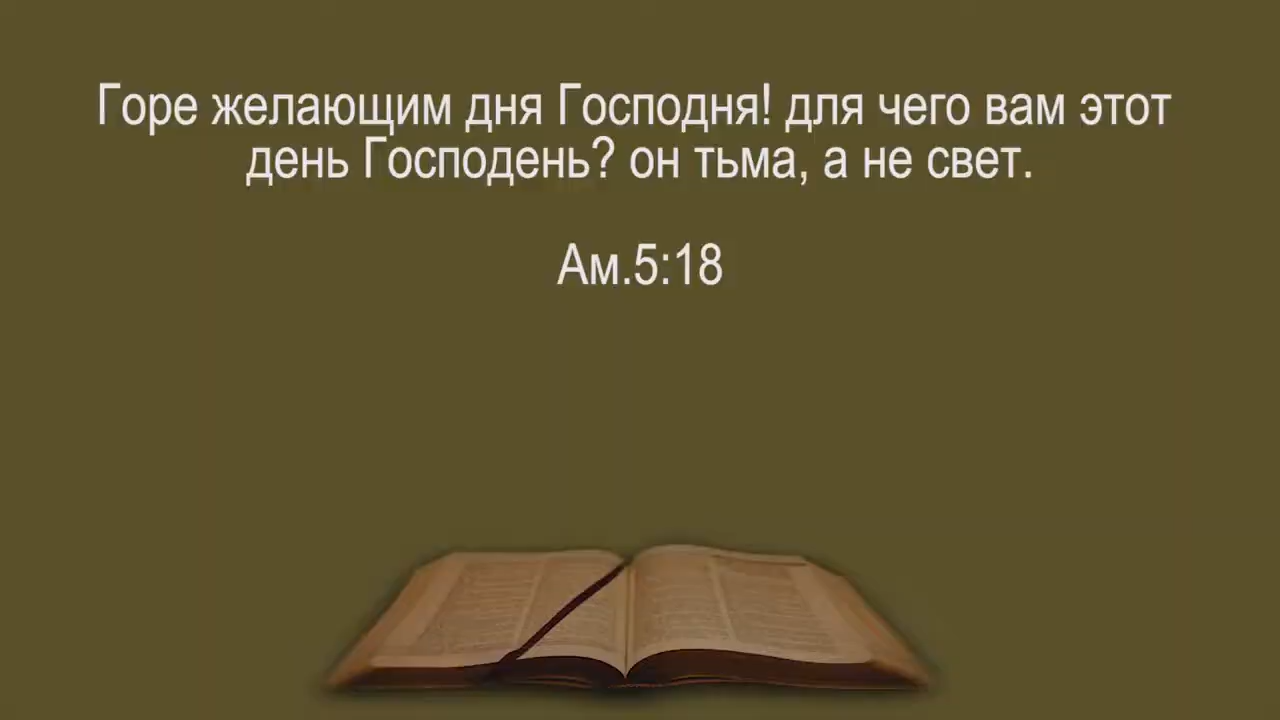 Горе желающим дня Господня! для чего вам этот
день Господень? он тьма, а не свет.
Ам.5:18